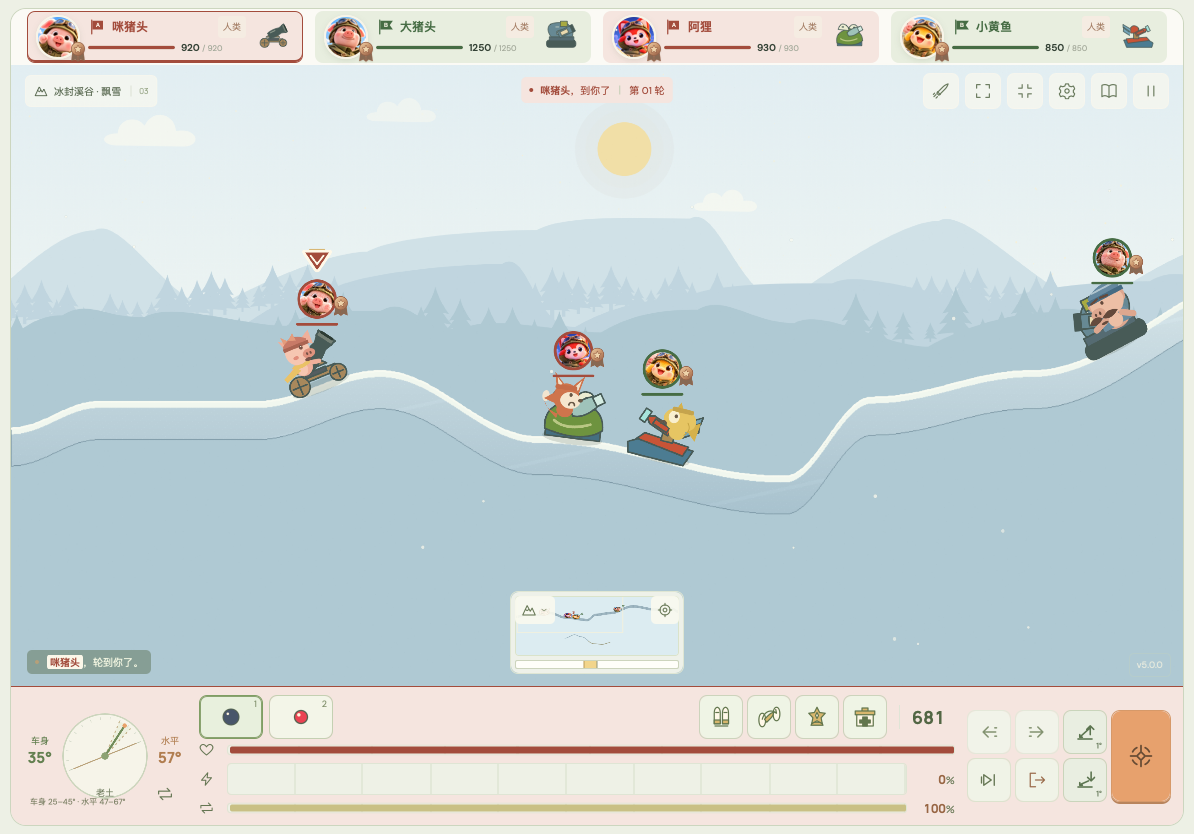 咪猪头 人类 920 / 920
大猪头 人类 1250 / 1250
阿狸 人类 930 / 930
小黄鱼 人类 850 / 850
冰封溪谷 · 飘雪 03
咪猪头，到你了 第 01 轮
咪猪头，轮到你了。
v5.0.0
1
2
681
车身
35°
水平
57°
老土
车身 25–45° · 水平 47–67°
0%
100%
1°
1°